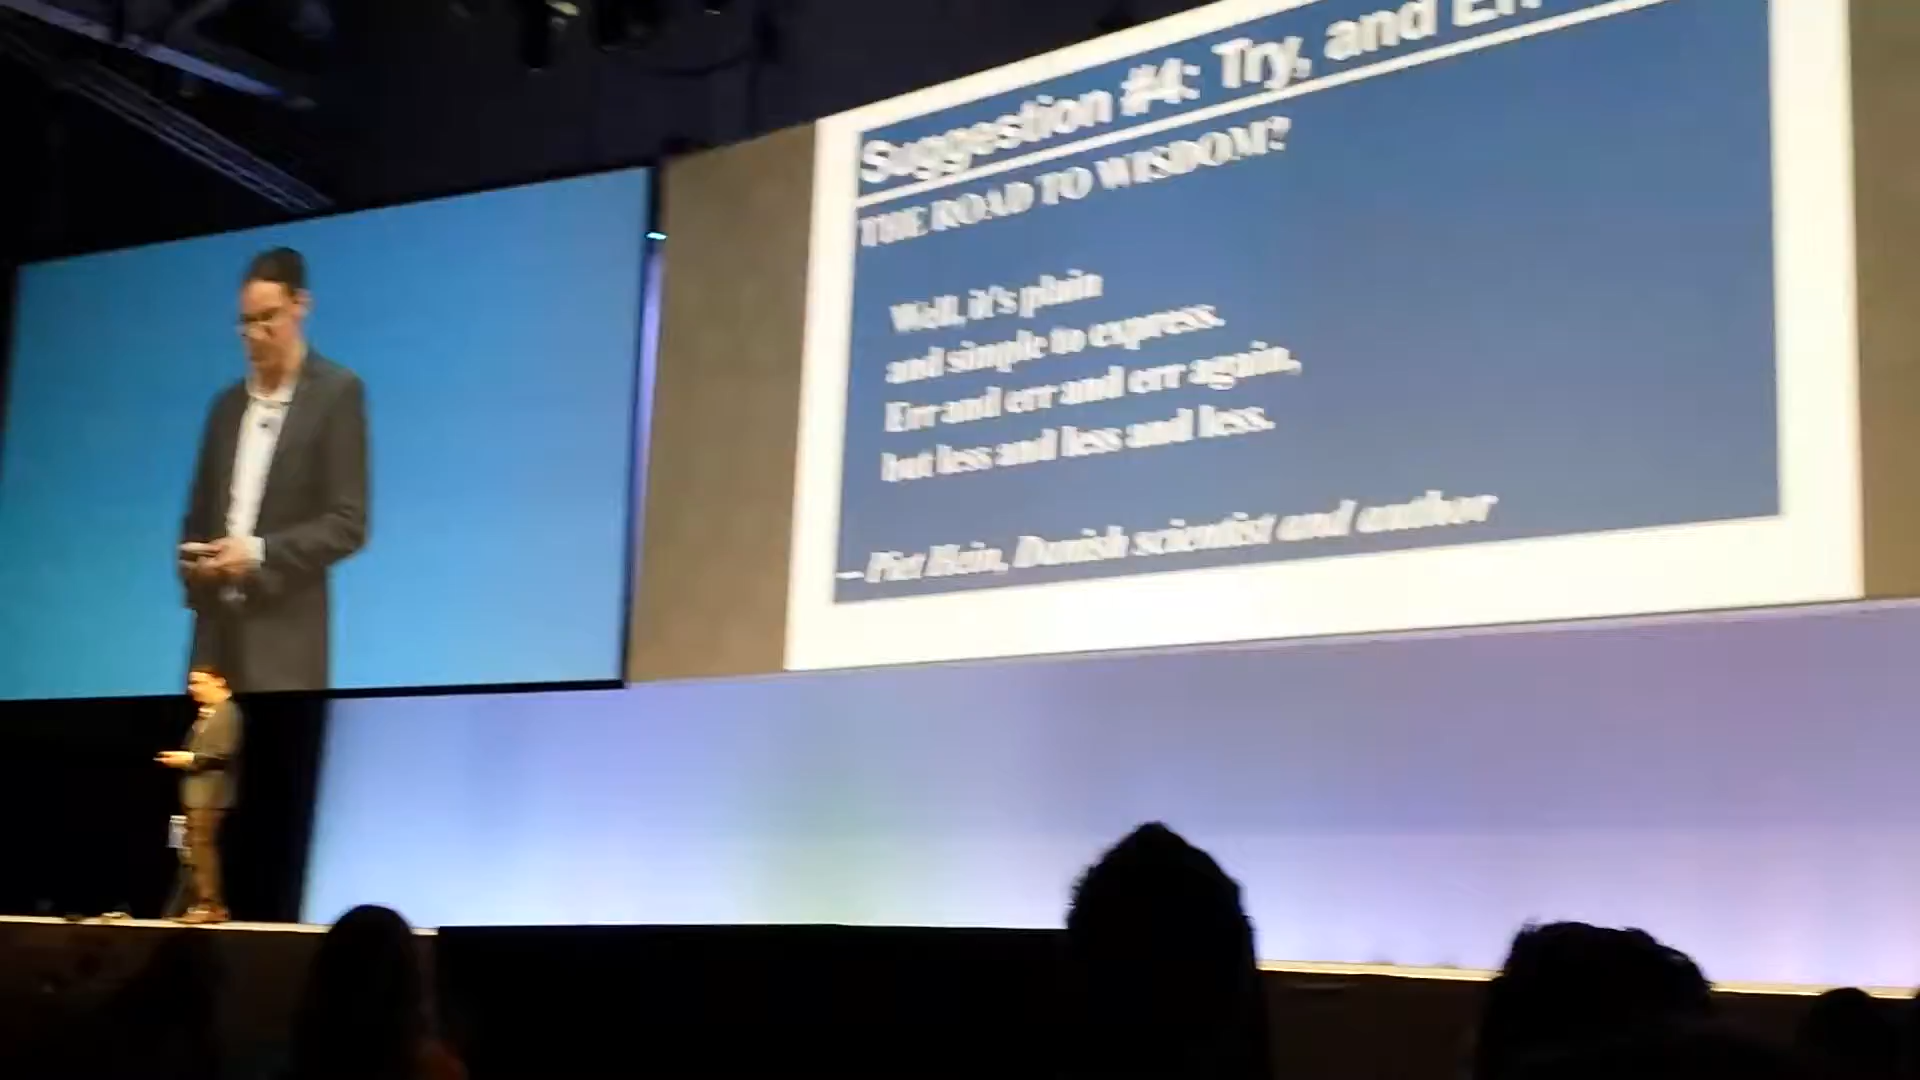 Suggestion #4: Try, and Err
THE ROAD TO WISDOM?
Well, it's plain
and simple to express.
Err and err and err again,
but less and less and less.
– Piet Hein, Danish scientist and author